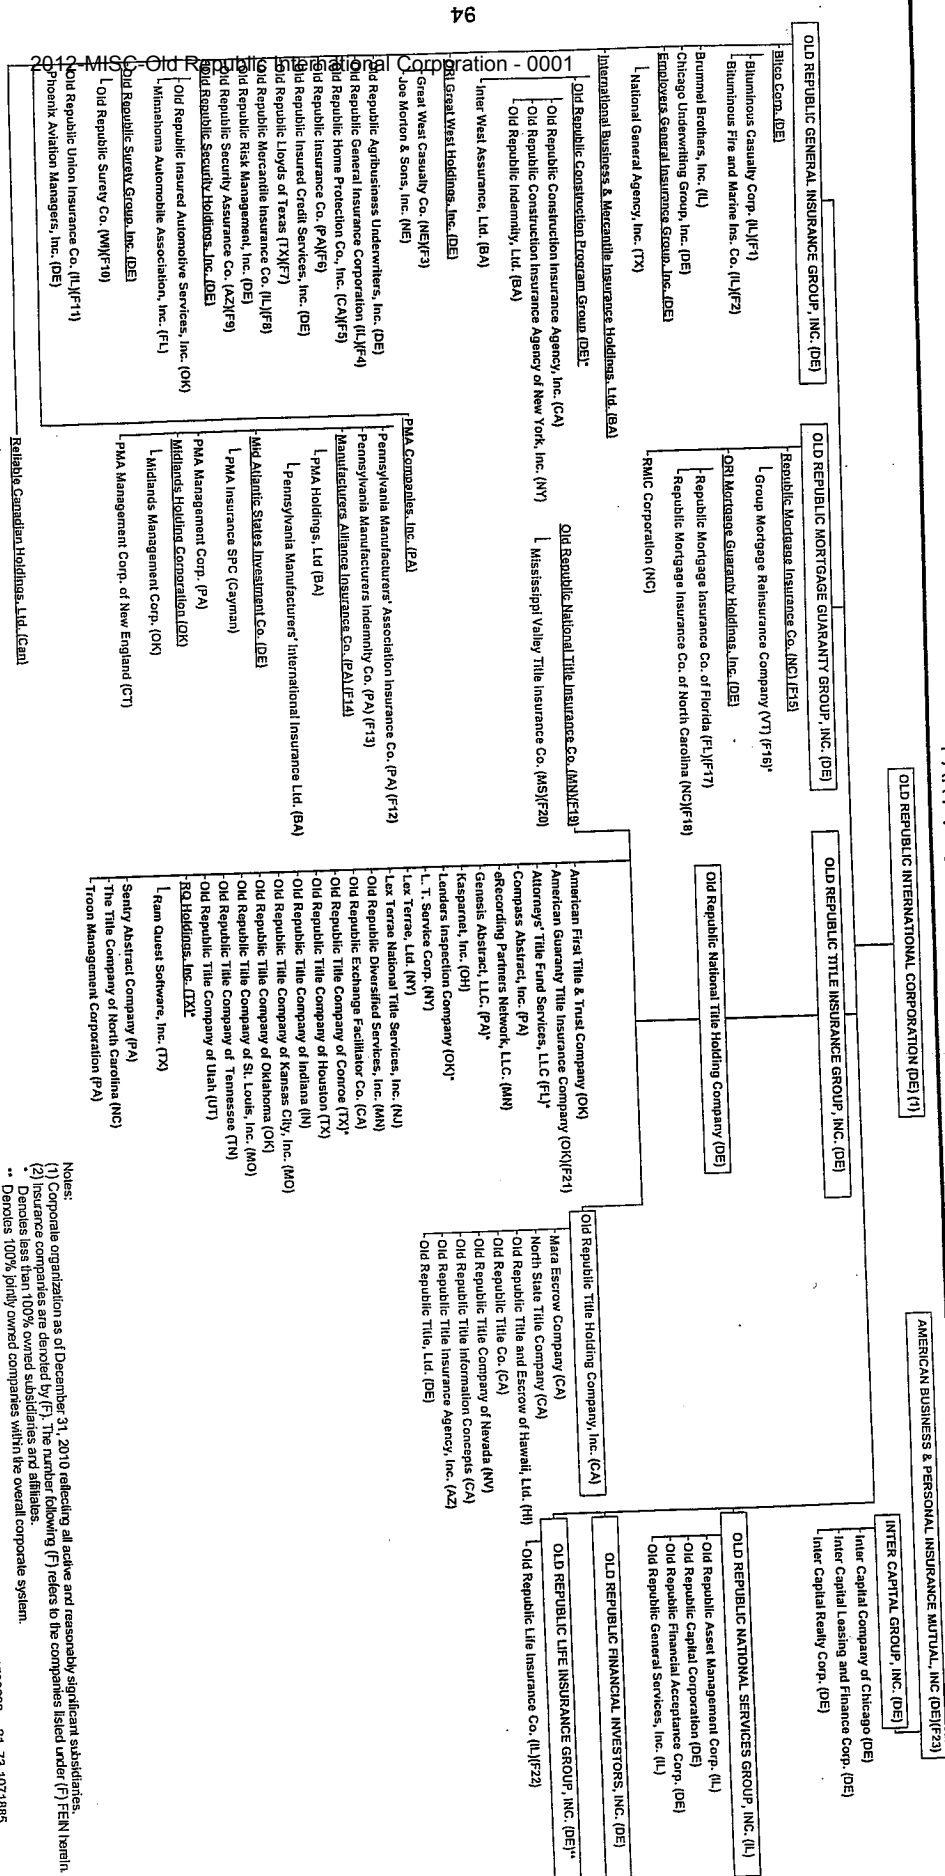 94
2012-MISC-Old Republic International Corporation - 0001
OLD REPUBLIC INTERNATIONAL CORPORATION (DE) (1)
AMERICAN BUSINESS & PERSONAL INSURANCE MUTUAL, INC (DE)(F23)
INTER CAPITAL GROUP, INC. (DE)
Inter Capital Company of Chicago (DE)
Inter Capital Leasing and Finance Corp. (DE)
Inter Capital Realty Corp. (DE)
OLD REPUBLIC GENERAL INSURANCE GROUP, INC. (DE)
Bitco Corp. (DE)
Bituminous Casualty Corp. (IL)(F1)
Bituminous Fire and Marine Ins. Co. (IL)(F2)
Brummel Brothers, Inc. (IL)
Chicago Underwriting Group, Inc. (DE)
Employers General Insurance Group, Inc. (DE)
National General Agency, Inc. (TX)
International Business & Mercantile Insurance Holdings, Ltd. (BA)
Old Republic Construction Program Group (DE)*
Old Republic Construction Insurance Agency, Inc. (CA)
Old Republic Construction Insurance Agency of New York, Inc. (NY)
Old Republic Indemnity, Ltd. (BA)
Inter West Assurance, Ltd. (BA)
ORI Great West Holdings, Inc. (DE)
Great West Casualty Co. (NE)(F3)
Joe Morton & Sons, Inc. (NE)
Old Republic Agribusiness Underwriters, Inc. (DE)
Old Republic General Insurance Corporation (IL)(F4)
Old Republic Home Protection Co., Inc. (CA)(F5)
Old Republic Insurance Co. (PA)(F6)
Old Republic Insured Credit Services, Inc. (DE)
Old Republic Lloyds of Texas (TX)(F7)
Old Republic Mercantile Insurance Co. (IL)(F8)
Old Republic Risk Management, Inc. (DE)
Old Republic Security Assurance Co. (AZ)(F9)
Old Republic Security Holdings, Inc. (DE)
Old Republic Insured Automotive Services, Inc. (OK)
Minnehoma Automobile Association, Inc. (FL)
Old Republic Surety Group, Inc. (DE)
Old Republic Surety Co. (WI)(F10)
Old Republic Union Insurance Co. (IL)(F11)
Phoenix Aviation Managers, Inc. (DE)
PMA Companies, Inc. (PA)
Pennsylvania Manufacturers' Association Insurance Co. (PA) (F12)
Pennsylvania Manufacturers Indemnity Co. (PA) (F13)
Manufacturers Alliance Insurance Co. (PA) (F14)
PMA Holdings, Ltd (BA)
Pennsylvania Manufacturers' International Insurance Ltd. (BA)
Mid Atlantic States Investment Co. (DE)
PMA Insurance SPC (Cayman)
PMA Management Corp. (PA)
Midlands Holding Corporation (OK)
Midlands Management Corp. (OK)
PMA Management Corp. of New England (CT)
Reliable Canadian Holdings, Ltd. (Can)
OLD REPUBLIC MORTGAGE GUARANTY GROUP, INC. (DE)
Republic Mortgage Insurance Co. (NC) (F15)
Group Mortgage Reinsurance Company (VT) (F16)*
ORI Mortgage Guaranty Holdings, Inc. (DE)
Republic Mortgage Insurance Co. of Florida (FL)(F17)
Republic Mortgage Insurance Co. of North Carolina (NC)(F18)
RMIC Corporation (NC)
OLD REPUBLIC TITLE INSURANCE GROUP, INC. (DE)
Old Republic National Title Holding Company (DE)
Old Republic National Title Insurance Co. (MN)(F19)
Mississippi Valley Title Insurance Co. (MS)(F20)
American First Title & Trust Company (OK)
American Guaranty Title Insurance Company (OK)(F21)
Attorneys' Title Fund Services, LLC (FL)*
Compass Abstract, Inc. (PA)
eRecording Partners Network, LLC. (MN)
Genesis Abstract, LLC. (PA)*
Kasparnet, Inc. (OH)
Lenders Inspection Company (OK)*
L. T. Service Corp. (NY)
Lex Terrae, Ltd. (NY)
Lex Terrae National Title Services, Inc. (NJ)
Old Republic Diversified Services, Inc. (MN)
Old Republic Exchange Facilitator Co. (CA)
Old Republic Title Company of Conroe (TX)*
Old Republic Title Company of Houston (TX)
Old Republic Title Company of Indiana (IN)
Old Republic Title Company of Kansas City, Inc. (MO)
Old Republic Title Company of Oklahoma (OK)
Old Republic Title Company of St. Louis, Inc. (MO)
Old Republic Title Company of Tennessee (TN)
Old Republic Title Company of Utah (UT)
RQ Holdings, Inc. (TX)*
Ram Quest Software, Inc. (TX)
Sentry Abstract Company (PA)
The Title Company of North Carolina (NC)
Troon Management Corporation (PA)
Old Republic Title Holding Company, Inc. (CA)
Mara Escrow Company (CA)
North State Title Company (CA)
Old Republic Title and Escrow of Hawaii, Ltd. (HI)
Old Republic Title Co. (CA)
Old Republic Title Company of Nevada (NV)
Old Republic Title Information Concepts (CA)
Old Republic Title Insurance Agency, Inc. (AZ)
Old Republic Title, Ltd. (DE)
OLD REPUBLIC NATIONAL SERVICES GROUP, INC. (IL)
Old Republic Asset Management Corp. (IL)
Old Republic Capital Corporation (DE)
Old Republic Financial Acceptance Corp. (DE)
Old Republic General Services, Inc. (IL)
OLD REPUBLIC FINANCIAL INVESTORS, INC. (DE)
OLD REPUBLIC LIFE INSURANCE GROUP, INC. (DE)**
Old Republic Life Insurance Co. (IL)(F22)
Notes:
(1) Corporate organization as of December 31, 2010 reflecting all active and reasonably significant subsidiaries.
(2) Insurance companies are denoted by (F). The number following (F) refers to the companies listed under (F) FEIN herein.
* Denotes less than 100% owned subsidiaries and affiliates.
** Denotes 100% jointly owned companies within the overall corporate system.